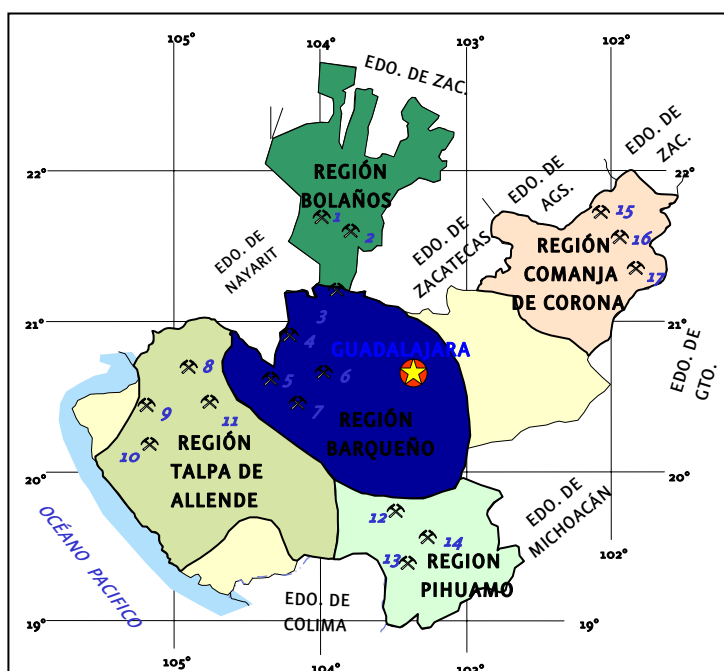 105°
104°
103°
102°
EDO. DE ZAC.
EDO. DE
ZAC.
22°
22°
REGIÓN
BOLAÑOS
EDO. DE
AGS.
1
2
15
16
17
EDO. DE
NAYARIT
EDO. DE
ZACATECAS
REGIÓN
COMANJA
DE CORONA
21°
21°
3
4
GUADALAJARA
EDO. DE
GTO.
8
5
6
9
11
7
REGIÓN
BARQUEÑO
10
REGIÓN
TALPA DE
ALLENDE
20°
20°
OCÉANO PACIFICO
12
EDO. DE
MICHOACÁN
14
13
REGION
PIHUAMO
102°
EDO. DE
COLIMA
19°
19°
105°
104°
103°